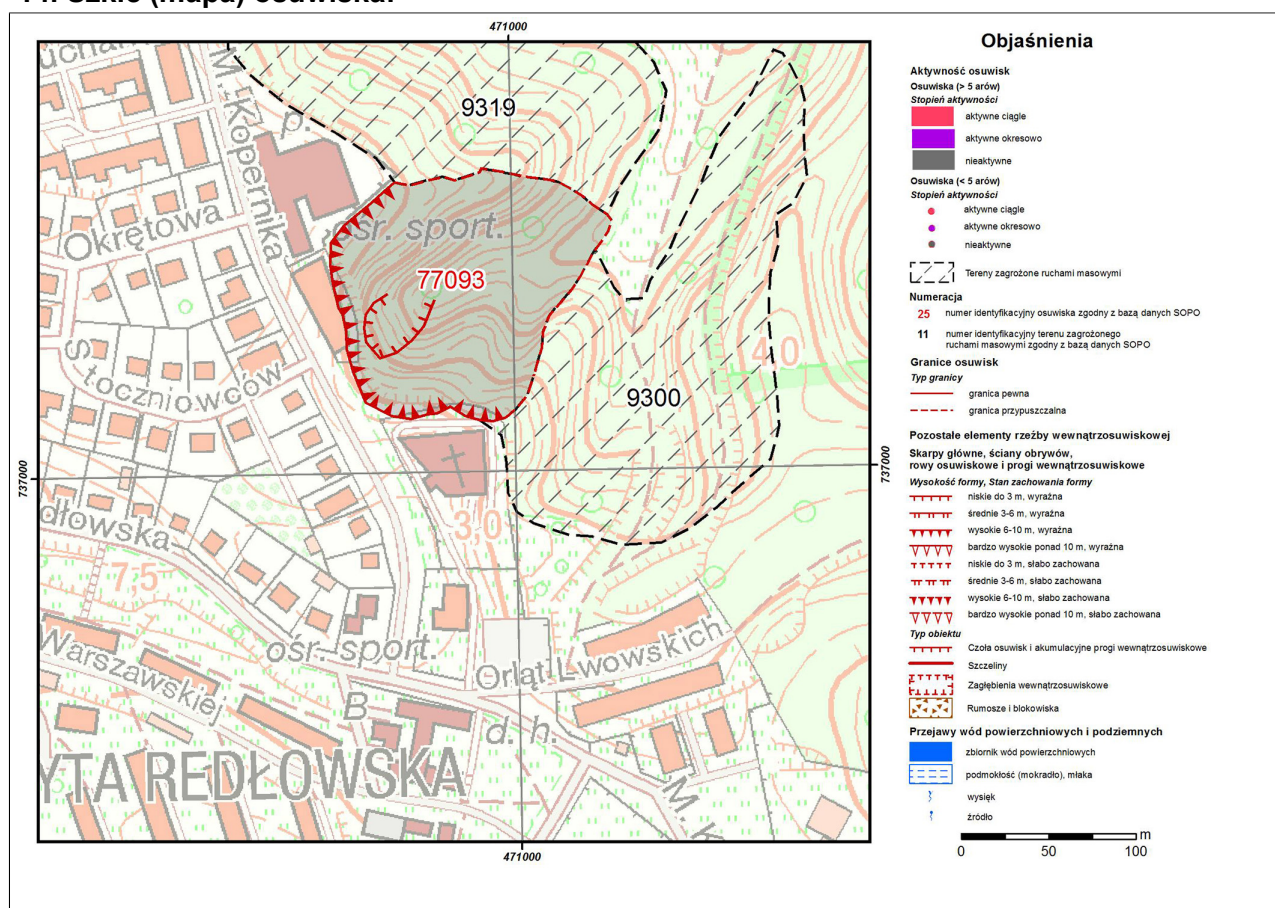 471000
Objaśnienia
Aktywność osuwisk
Osuwiska (> 5 arów)
Stopień aktywności
aktywne ciągle
aktywne okresowo
nieaktywne
Osuwiska (< 5 arów)
Stopień aktywności
aktywne ciągle
aktywne okresowo
nieaktywne
Tereny zagrożone ruchami masowymi
Numeracja
25 numer identyfikacyjny osuwiska zgodny z bazą danych SOPO
11 numer identyfikacyjny terenu zagrożonego
ruchami masowymi zgodny z bazą danych SOPO
Granice osuwisk
Typ granicy
granica pewna
granica przypuszczalna
Pozostałe elementy rzeźby wewnątrzosuwiskowej
Skarpy główne, ściany obrywów,
rowy osuwiskowe i progi wewnątrzosuwiskowe
Wysokość formy, Stan zachowania formy
niskie do 3 m, wyraźna
średnie 3-6 m, wyraźna
wysokie 6-10 m, wyraźna
bardzo wysokie ponad 10 m, wyraźna
niskie do 3 m, słabo zachowana
średnie 3-6 m, słabo zachowana
wysokie 6-10 m, słabo zachowana
bardzo wysokie ponad 10 m, słabo zachowana
Typ obiektu
Czoła osuwisk i akumulacyjne progi wewnątrzosuwiskowe
Szczeliny
Zagłębienia wewnątrzosuwiskowe
Rumosze i blokowiska
Przejawy wód powierzchniowych i podziemnych
zbiornik wód powierzchniowych
podmokłość (mokradło), młaka
wysięk
źródło
m
0 50 100
M. Kopernika
p.
9319
Okrętowa
ośr. sport.
77093
Stoczniowców
4,0
9300
737000
737000
dłowska
3,0
7,5
ośr. sport.
Orląt Lwowskich
Warszawskiej
B
d. h.
YTA REDŁOWSKA
M. K
471000